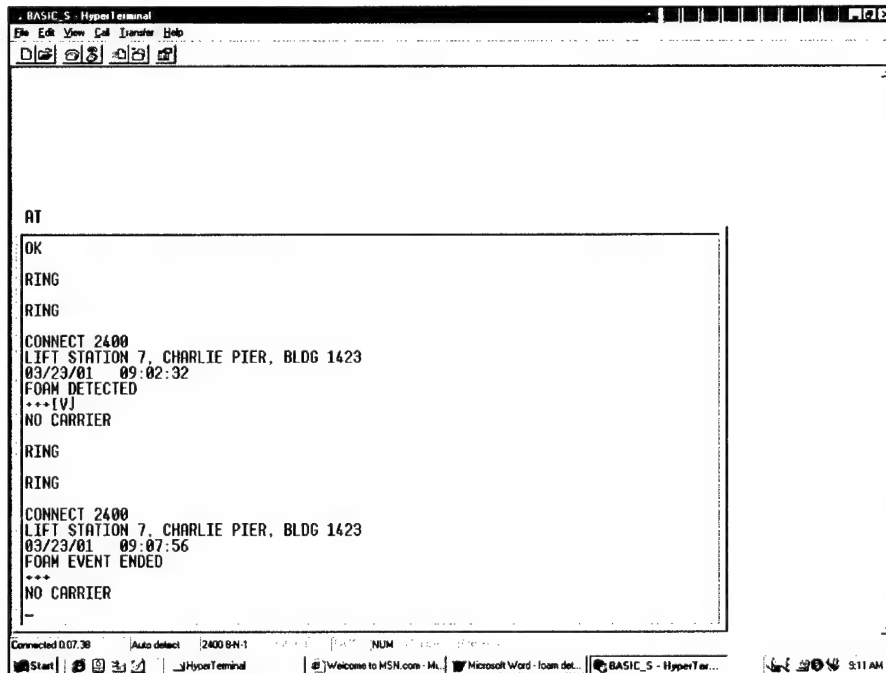 BASIC_S - HyperTerminal
File Edit View Call Transfer Help
AT
OK
RING
RING
CONNECT 2400
LIFT STATION 7, CHARLIE PIER, BLDG 1423
03/23/01 09:02:32
FOAM DETECTED
+++[V]
NO CARRIER
RING
RING
CONNECT 2400
LIFT STATION 7, CHARLIE PIER, BLDG 1423
03/23/01 09:07:56
FOAM EVENT ENDED
+++
NO CARRIER
Connected 0:07:38 Auto detect 2400 8-N-1 NUM
Start HyperTerminal Welcome to MSN.com - Mi... Microsoft Word - foam det... BASIC_S - HyperTer... 9:11 AM